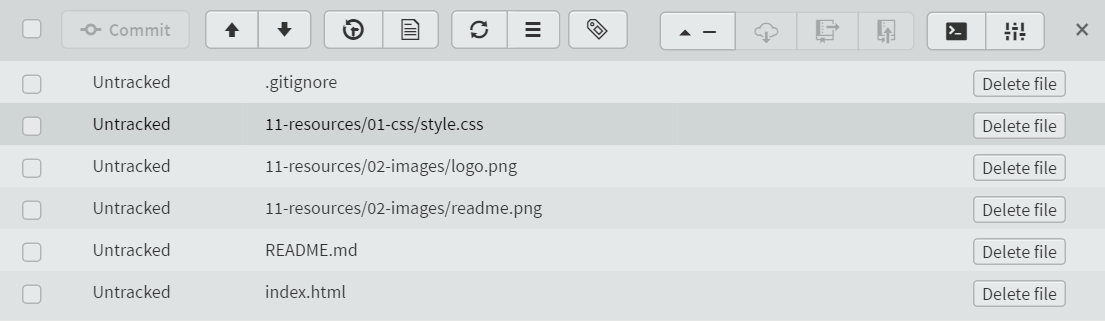 Commit
Untracked .gitignore Delete file
Untracked 11-resources/01-css/style.css Delete file
Untracked 11-resources/02-images/logo.png Delete file
Untracked 11-resources/02-images/readme.png Delete file
Untracked README.md Delete file
Untracked index.html Delete file